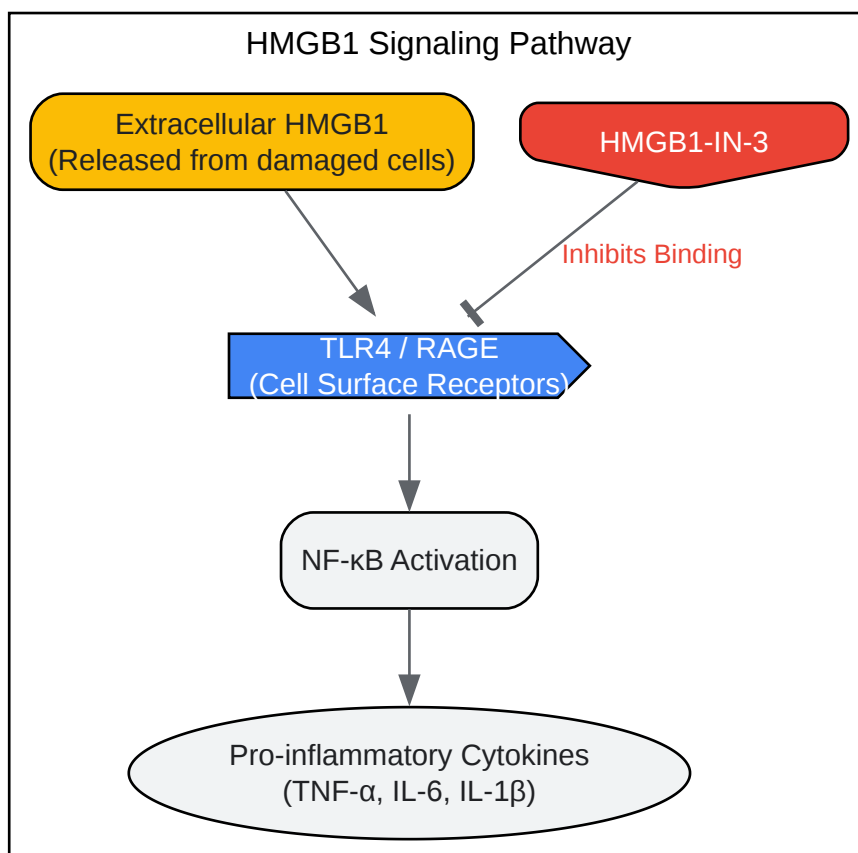 HMGB1 Signaling Pathway
Extracellular HMGB1
(Released from damaged cells)
HMGB1-IN-3
Inhibits Binding
TLR4 / RAGE
(Cell Surface Receptors)
NF-κB Activation
Pro-inflammatory Cytokines
(TNF-α, IL-6, IL-1β)